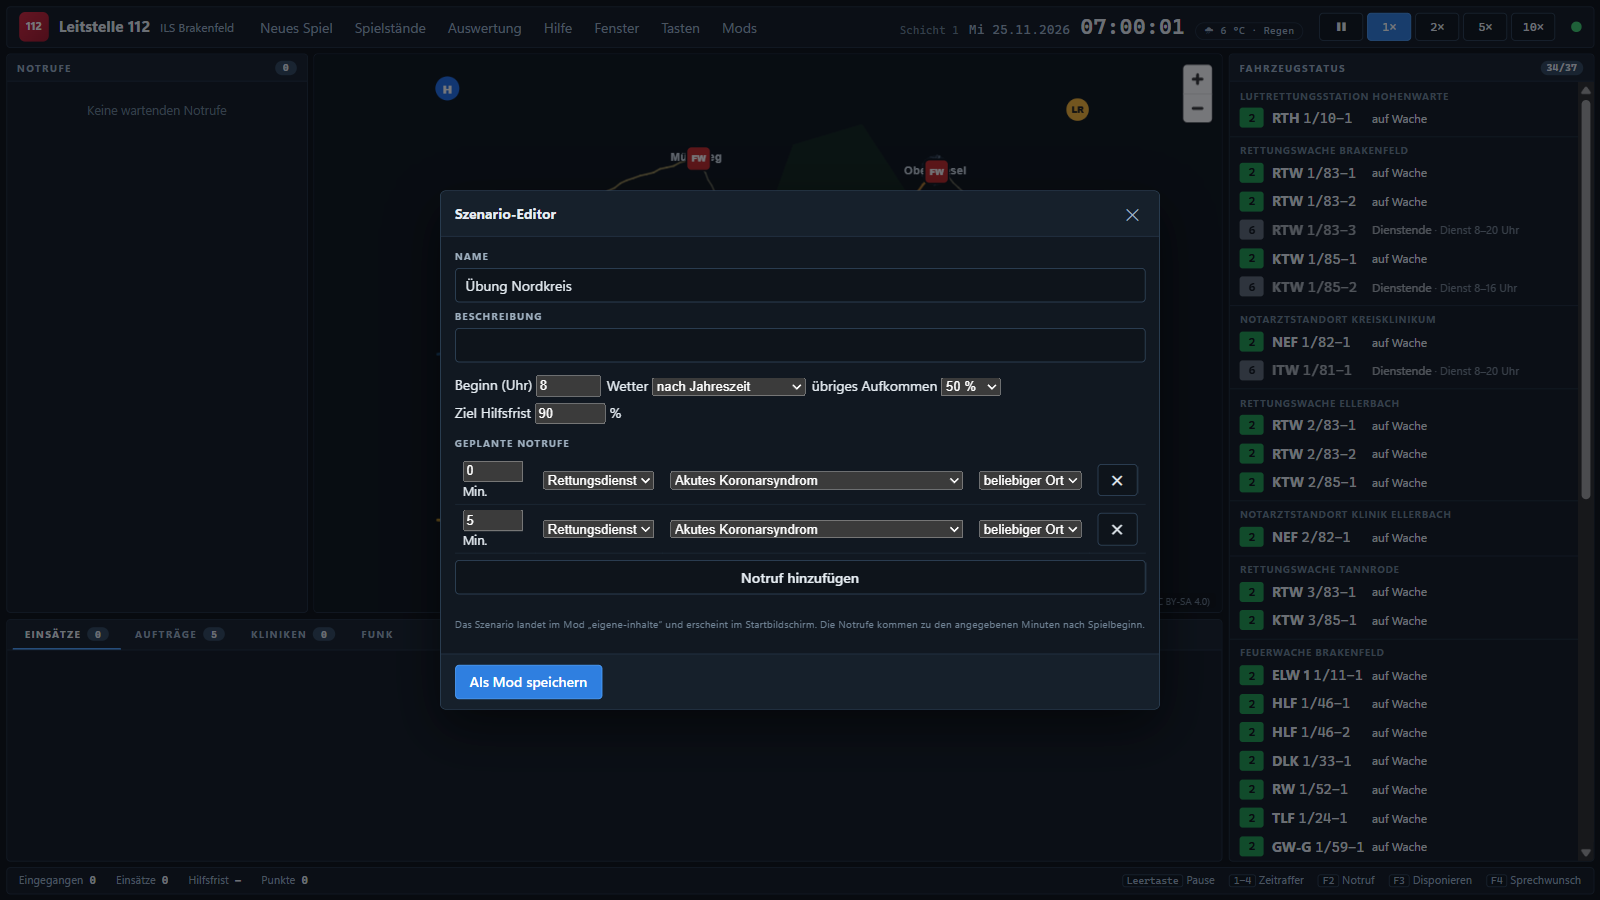 112 Leitstelle 112 ILS Brakenfeld Neues Spiel Spielstände Auswertung Hilfe Fenster Tasten Mods Schicht 1 Mi 25.11.2026 07:00:01 6 °C · Regen 1× 2× 5× 10×
NOTRUFE 0
Keine wartenden Notrufe
H
LR
FW
FW
+
−
BY-SA 4.0)
Szenario-Editor
NAME
Übung Nordkreis
BESCHREIBUNG
Beginn (Uhr) 8 Wetter nach Jahreszeit übriges Aufkommen 50 %
Ziel Hilfsfrist 90 %
GEPLANTE NOTRUFE
0 Min. Rettungsdienst Akutes Koronarsyndrom beliebiger Ort ✕
5 Min. Rettungsdienst Akutes Koronarsyndrom beliebiger Ort ✕
Notruf hinzufügen
Das Szenario landet im Mod „eigene-inhalte“ und erscheint im Startbildschirm. Die Notrufe kommen zu den angegebenen Minuten nach Spielbeginn.
Als Mod speichern
FAHRZEUGSTATUS 34/37
LUFTRETTUNGSSTATION HOHENWARTE
2 RTH 1/10–1 auf Wache
RETTUNGSWACHE BRAKENFELD
2 RTW 1/83–1 auf Wache
2 RTW 1/83–2 auf Wache
6 RTW 1/83–3 Dienstende · Dienst 8–20 Uhr
2 KTW 1/85–1 auf Wache
6 KTW 1/85–2 Dienstende · Dienst 8–16 Uhr
NOTARZTSTANDORT KREISKLINIKUM
2 NEF 1/82–1 auf Wache
6 ITW 1/81–1 Dienstende · Dienst 8–20 Uhr
RETTUNGSWACHE ELLERBACH
2 RTW 2/83–1 auf Wache
2 RTW 2/83–2 auf Wache
2 KTW 2/85–1 auf Wache
NOTARZTSTANDORT KLINIK ELLERBACH
2 NEF 2/82–1 auf Wache
RETTUNGSWACHE TANNRODE
2 RTW 3/83–1 auf Wache
2 KTW 3/85–1 auf Wache
FEUERWACHE BRAKENFELD
2 ELW 1 1/11–1 auf Wache
2 HLF 1/46–1 auf Wache
2 HLF 1/46–2 auf Wache
2 DLK 1/33–1 auf Wache
2 RW 1/52–1 auf Wache
2 TLF 1/24–1 auf Wache
2 GW-G 1/59–1 auf Wache
EINSÄTZE 0 AUFTRÄGE 5 KLINIKEN 0 FUNK
Eingegangen 0 Einsätze 0 Hilfsfrist – Punkte 0
Leertaste Pause 1–4 Zeitraffer F2 Notruf F3 Disponieren F4 Sprechwunsch